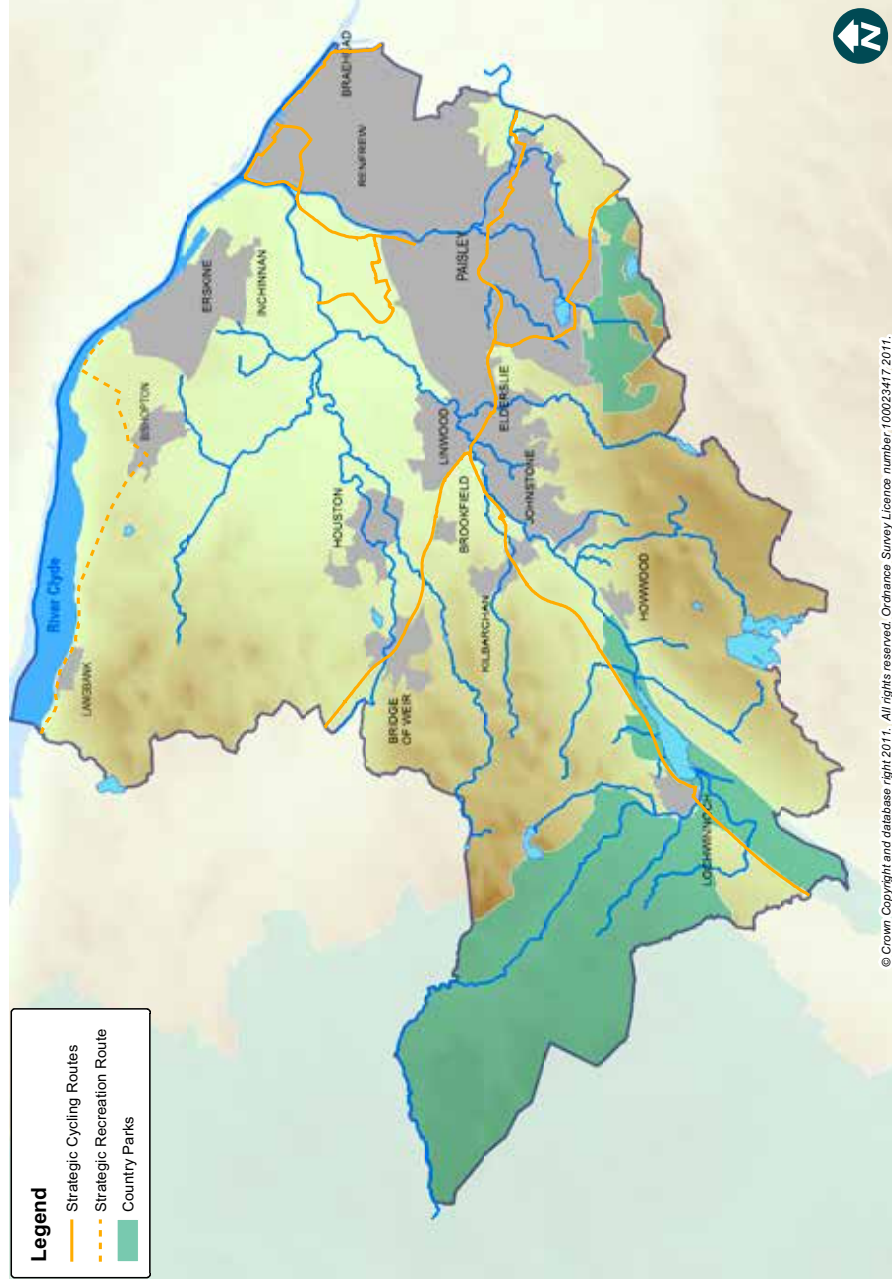 Legend
Strategic Cycling Routes
Strategic Recreation Route
Country Parks
N
River Clyde
LANGBANK
BISHOPTON
ERSKINE
INCHINNAN
BRAEHEAD
RENFREW
HOUSTON
LINWOOD
PAISLEY
BRIDGE
OF WEIR
BROOKFIELD
ELDERSLIE
KILBARCHAN
JOHNSTONE
HOWWOOD
LOCHWINNOCH
© Crown Copyright and database right 2011. All rights reserved. Ordnance Survey Licence number 100023417 2011.